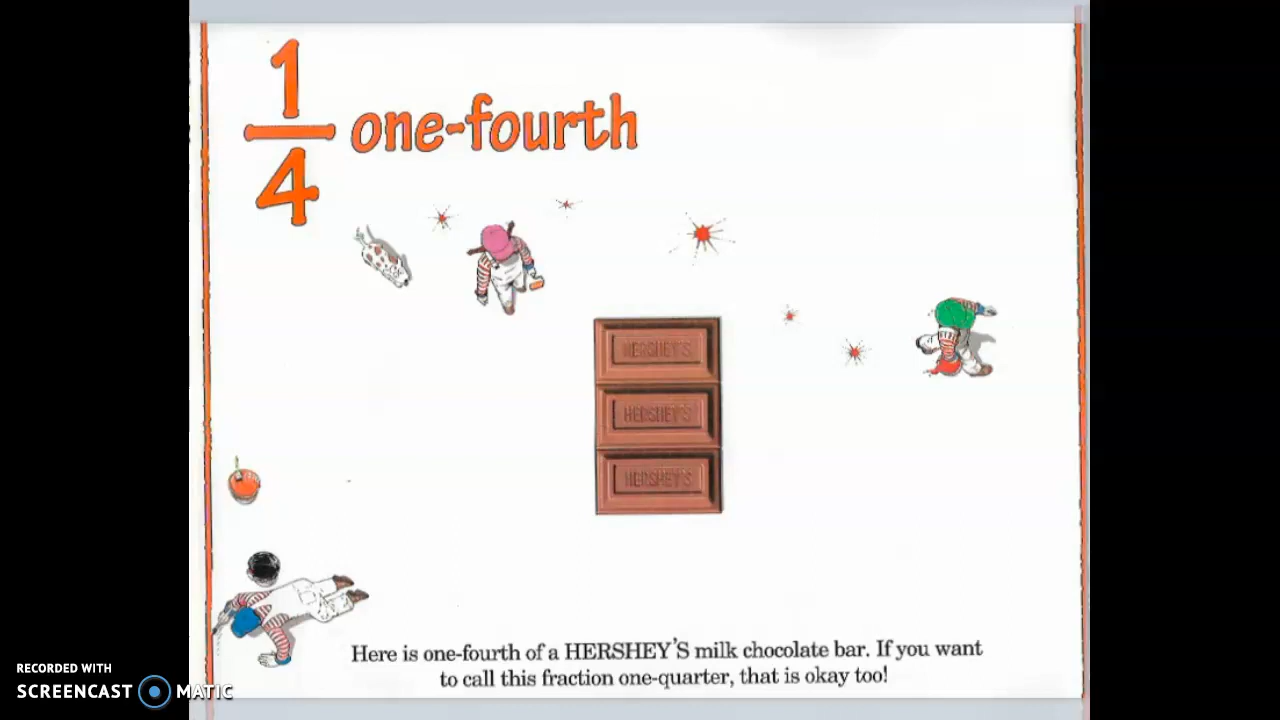 1
4
one-fourth
HERSHEY'S
HERSHEY'S
HERSHEY'S
Here is one-fourth of a HERSHEY'S milk chocolate bar. If you want
to call this fraction one-quarter, that is okay too!
RECORDED WITH
SCREENCAST MATIC